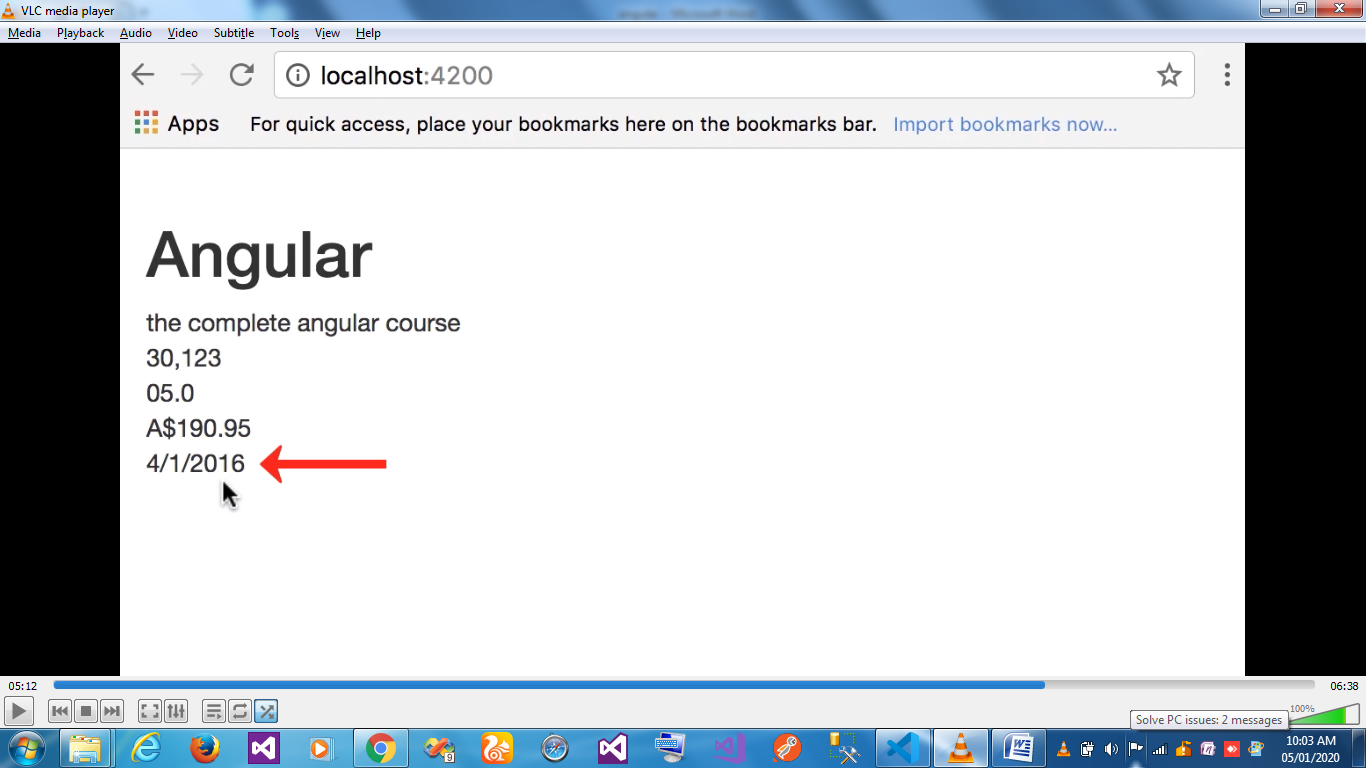 VLC media player
Media Playback Audio Video Subtitle Tools View Help
localhost:4200
Apps For quick access, place your bookmarks here on the bookmarks bar. Import bookmarks now...
Angular
the complete angular course
30,123
05.0
A$190.95
4/1/2016
05:12 06:38
100%
Solve PC issues: 2 messages
9
10:03 AM
05/01/2020